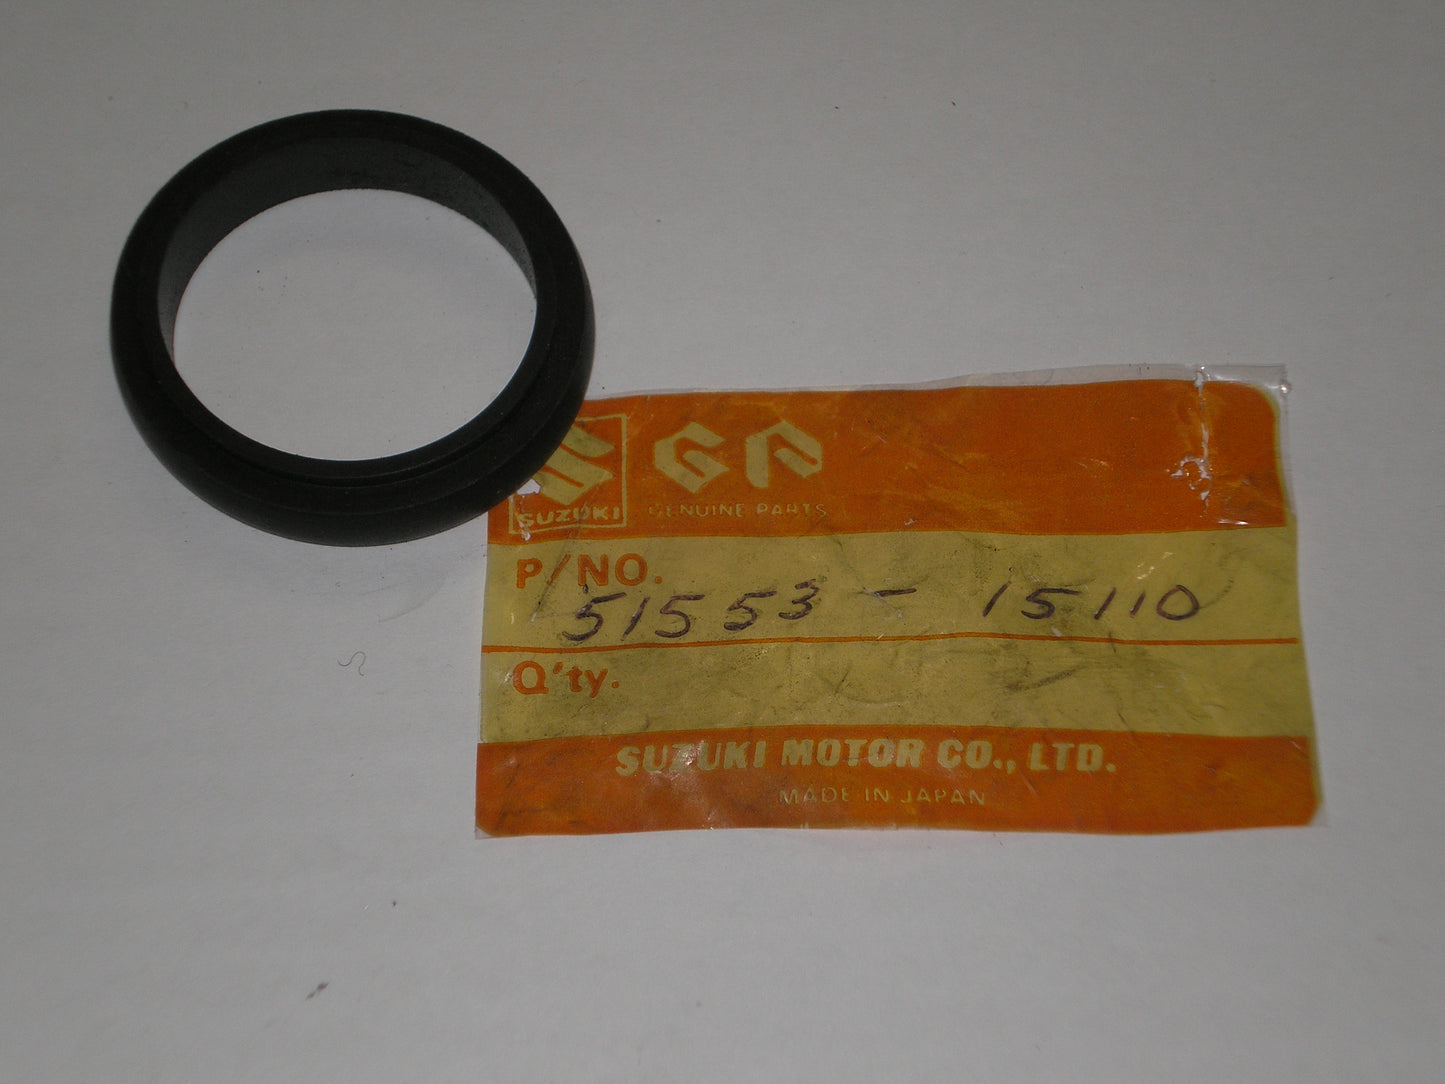 SUZUKI
GP
GENUINE PARTS
P/NO.
51553 - 15110
Q'ty.
SUZUKI MOTOR CO., LTD.
MADE IN JAPAN